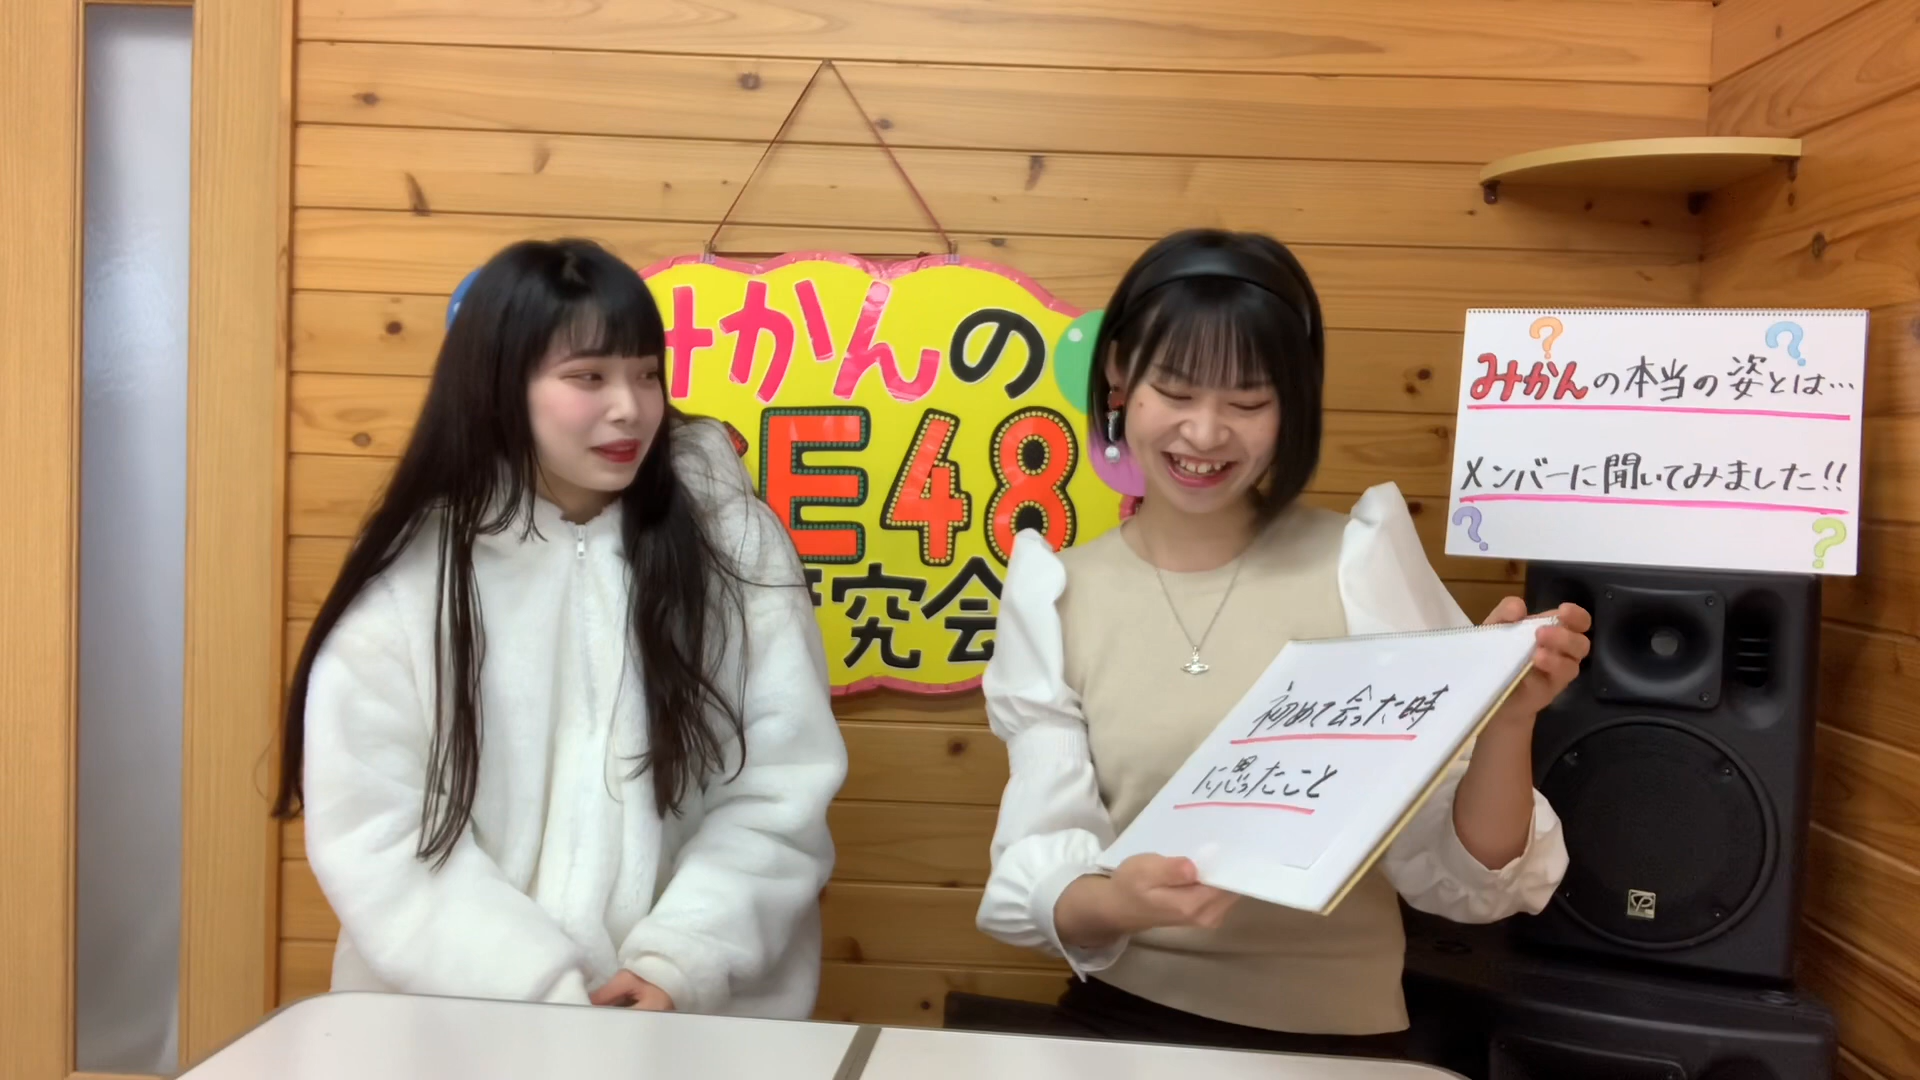 みかんの
E48
究会
みかんの本当の姿とは…
メンバーに聞いてみました!!
初めて会った時
に思ったこと